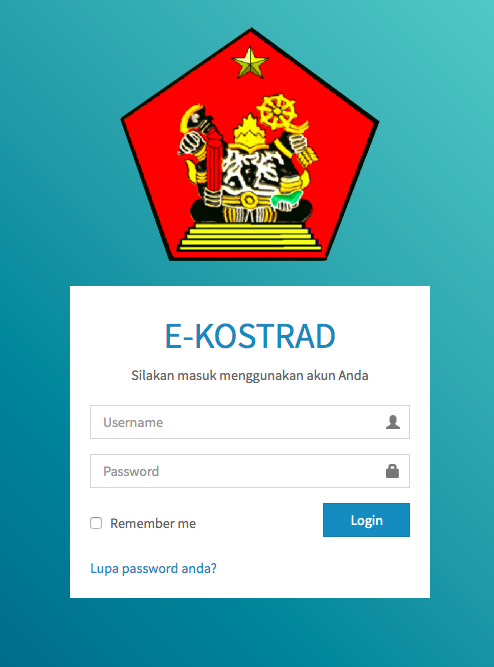 E-KOSTRAD
Silakan masuk menggunakan akun Anda
Username
Password
Remember me
Login
Lupa password anda?